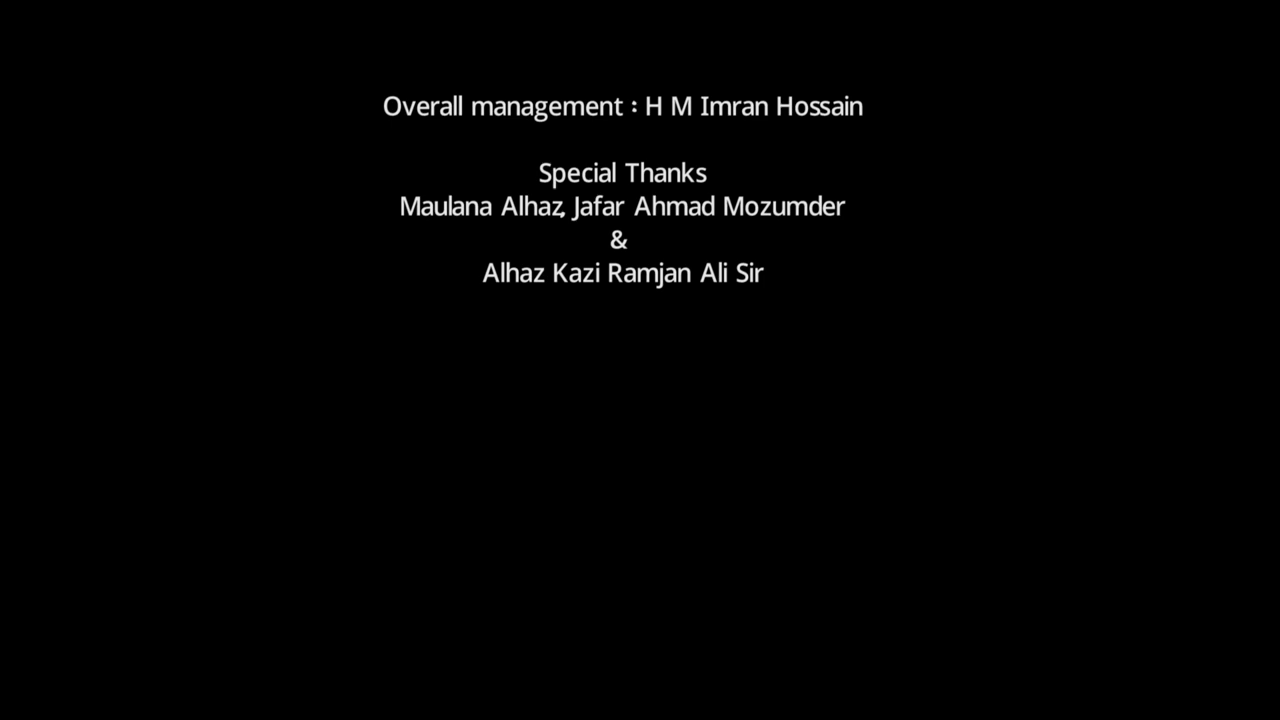 Overall management : H M Imran Hossain
Special Thanks
Maulana Alhaz, Jafar Ahmad Mozumder
&
Alhaz Kazi Ramjan Ali Sir